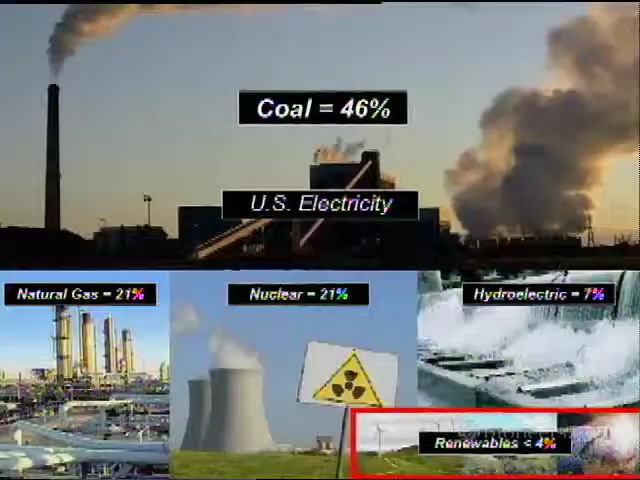 Coal = 46%
U.S. Electricity
Natural Gas = 21%
Nuclear = 21%
Hydroelectric = 7%
Renewables < 4%